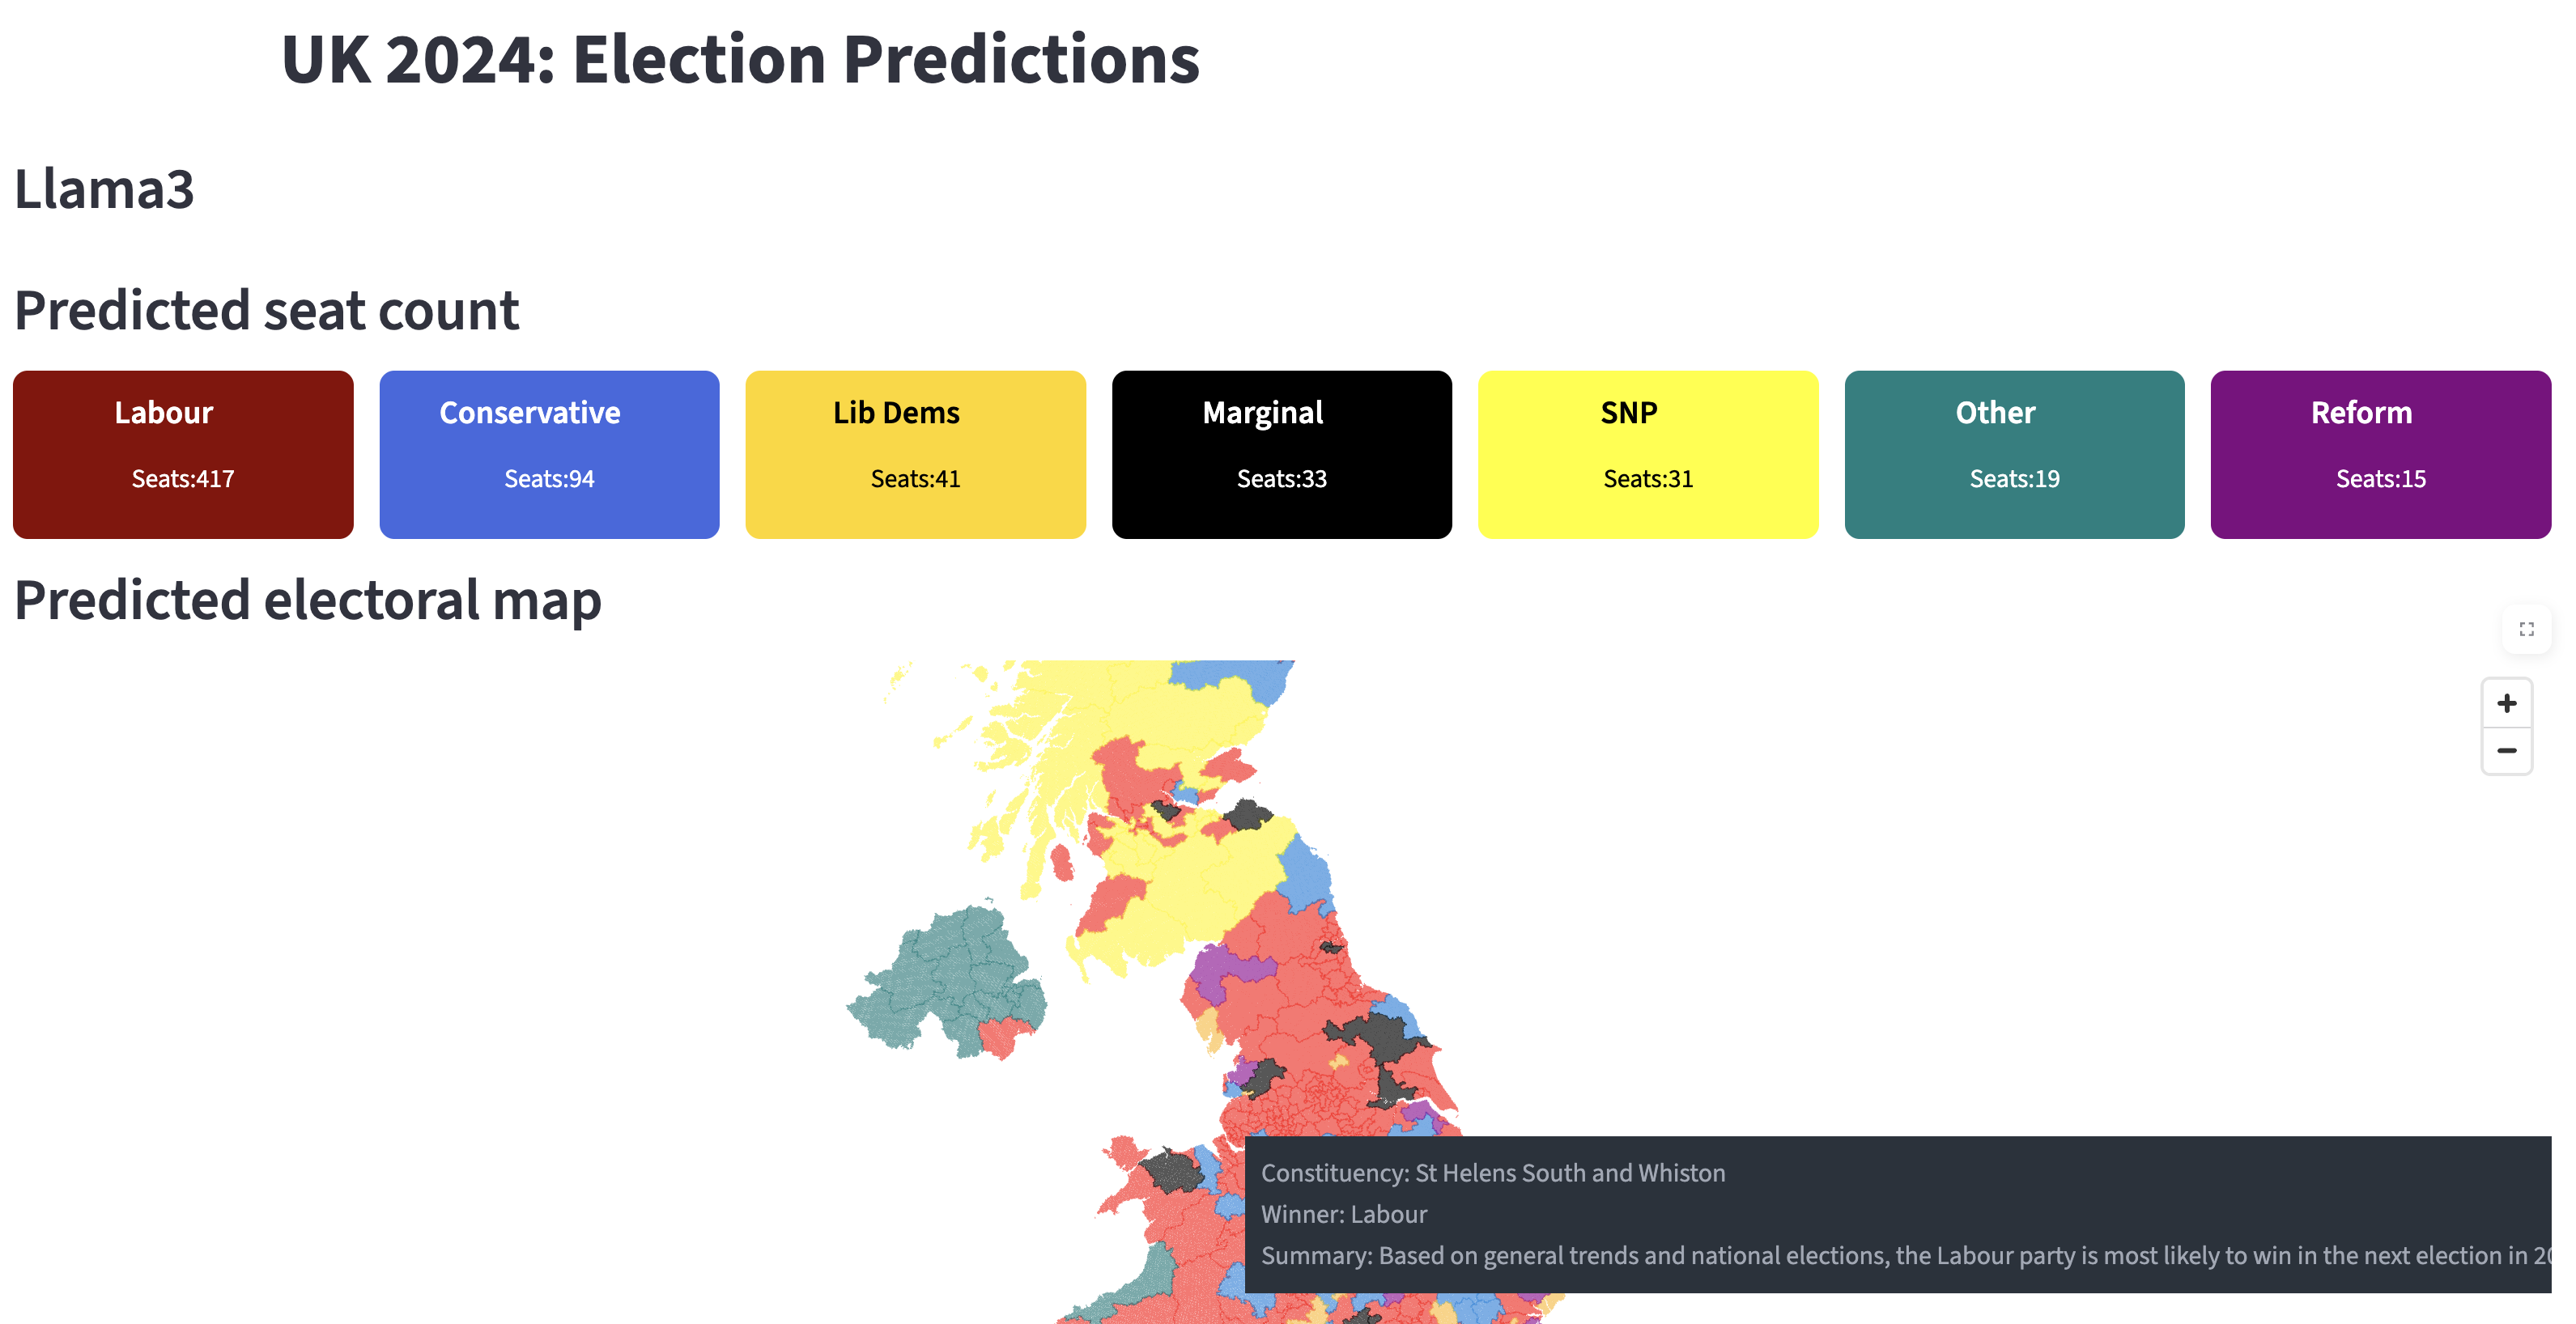 UK 2024: Election Predictions
Llama3
Predicted seat count
Labour
Seats:417
Conservative
Seats:94
Lib Dems
Seats:41
Marginal
Seats:33
SNP
Seats:31
Other
Seats:19
Reform
Seats:15
Predicted electoral map
+
−
Constituency: St Helens South and Whiston
Winner: Labour
Summary: Based on general trends and national elections, the Labour party is most likely to win in the next election in